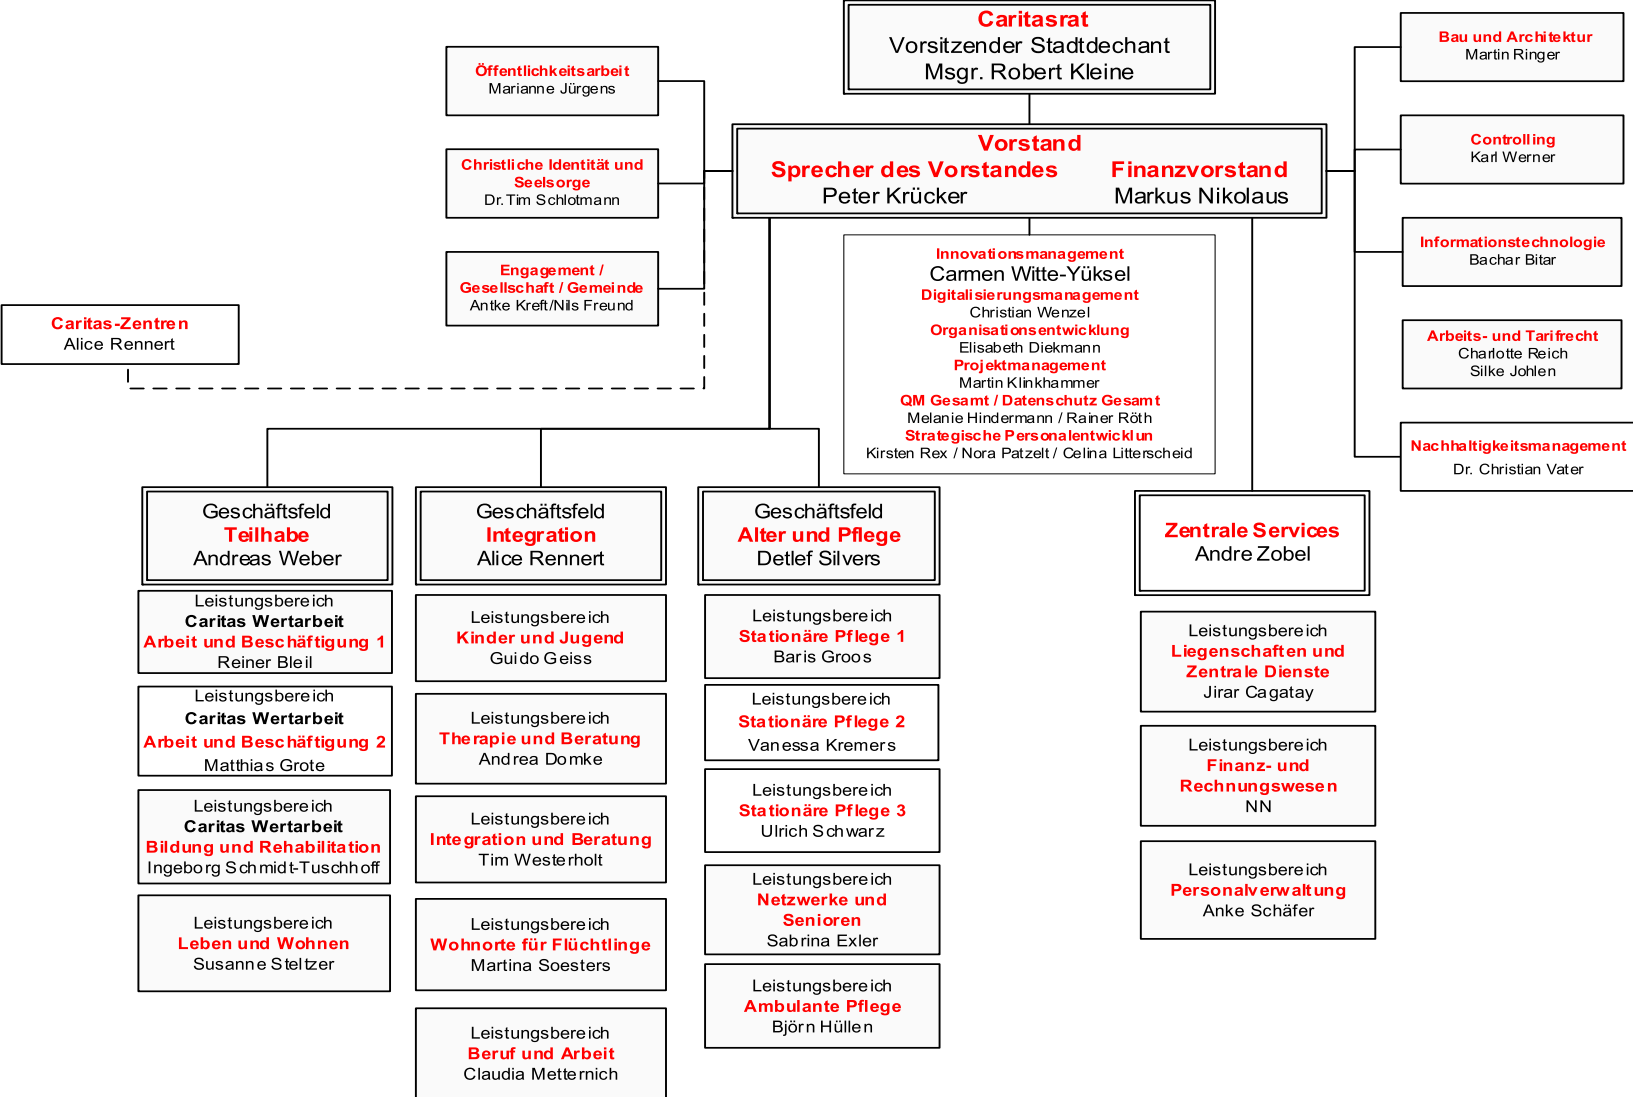 Caritasrat
Vorsitzender Stadtdechant
Msgr. Robert Kleine
Vorstand
Sprecher des Vorstandes Finanzvorstand
Peter Krücker Markus Nikolaus
Öffentlichkeitsarbeit
Marianne Jürgens
Christliche Identität und
Seelsorge
Dr. Tim Schlotmann
Engagement /
Gesellschaft / Gemeinde
Antke Kreft/Nils Freund
Caritas-Zentren
Alice Rennert
Bau und Architektur
Martin Ringer
Controlling
Karl Werner
Informationstechnologie
Bachar Bitar
Arbeits- und Tarifrecht
Charlotte Reich
Silke Johlen
Nachhaltigkeitsmanagement
Dr. Christian Vater
Innovationsmanagement
Carmen Witte-Yüksel
Digitalisierungsmanagement
Christian Wenzel
Organisationsentwicklung
Elisabeth Diekmann
Projektmanagement
Martin Klinkhammer
QM Gesamt / Datenschutz Gesamt
Melanie Hindermann / Rainer Röth
Strategische Personalentwicklun
Kirsten Rex / Nora Patzelt / Celina Litterscheid
Geschäftsfeld
Teilhabe
Andreas Weber
Leistungsbereich
Caritas Wertarbeit
Arbeit und Beschäftigung 1
Reiner Bleil
Leistungsbereich
Caritas Wertarbeit
Arbeit und Beschäftigung 2
Matthias Grote
Leistungsbereich
Caritas Wertarbeit
Bildung und Rehabilitation
Ingeborg Schmidt-Tuschhoff
Leistungsbereich
Leben und Wohnen
Susanne Steltzer
Geschäftsfeld
Integration
Alice Rennert
Leistungsbereich
Kinder und Jugend
Guido Geiss
Leistungsbereich
Therapie und Beratung
Andrea Domke
Leistungsbereich
Integration und Beratung
Tim Westerholt
Leistungsbereich
Wohnorte für Flüchtlinge
Martina Soesters
Leistungsbereich
Beruf und Arbeit
Claudia Metternich
Geschäftsfeld
Alter und Pflege
Detlef Silvers
Leistungsbereich
Stationäre Pflege 1
Baris Groos
Leistungsbereich
Stationäre Pflege 2
Vanessa Kremers
Leistungsbereich
Stationäre Pflege 3
Ulrich Schwarz
Leistungsbereich
Netzwerke und
Senioren
Sabrina Exler
Leistungsbereich
Ambulante Pflege
Björn Hüllen
Zentrale Services
Andre Zobel
Leistungsbereich
Liegenschaften und
Zentrale Dienste
Jirar Cagatay
Leistungsbereich
Finanz- und
Rechnungswesen
NN
Leistungsbereich
Personalverwaltung
Anke Schäfer